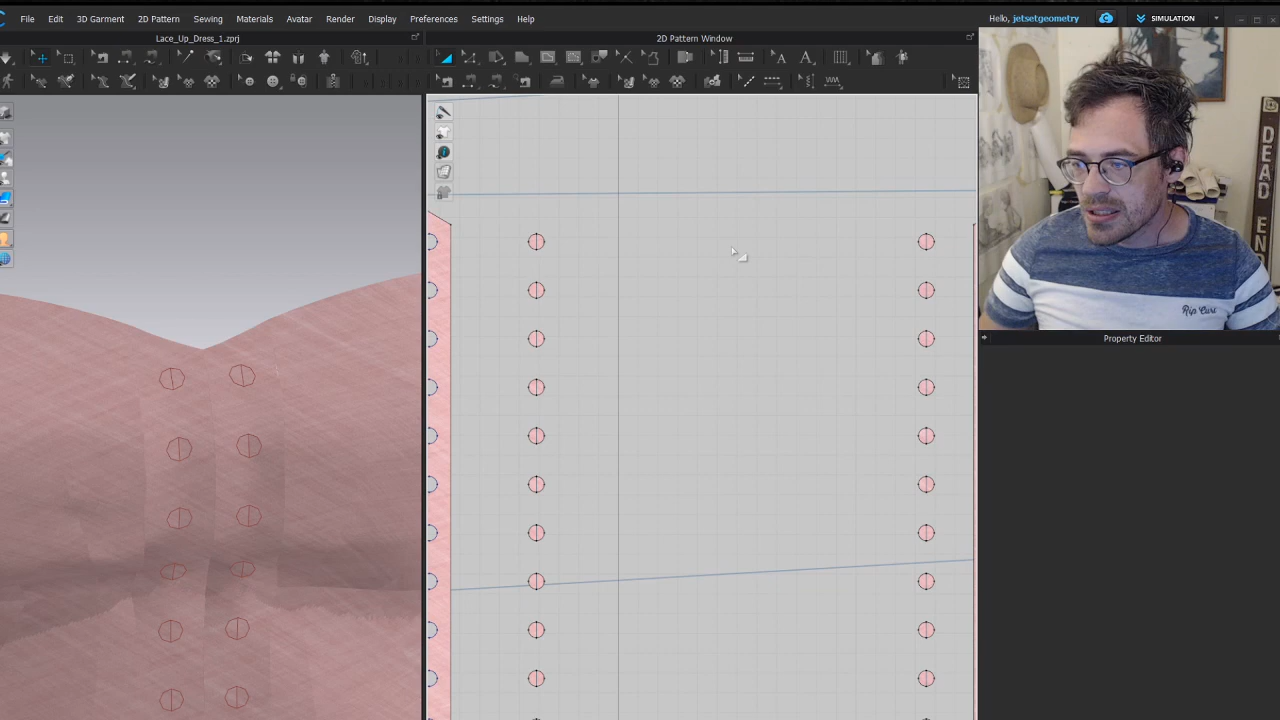 File Edit 3D Garment 2D Pattern Sewing Materials Avatar Render Display Preferences Settings Help
Hello, jetsetgeometry
SIMULATION
Lace_Up_Dress_1.zprj
2D Pattern Window
DEAD END
Rip Curl
Property Editor